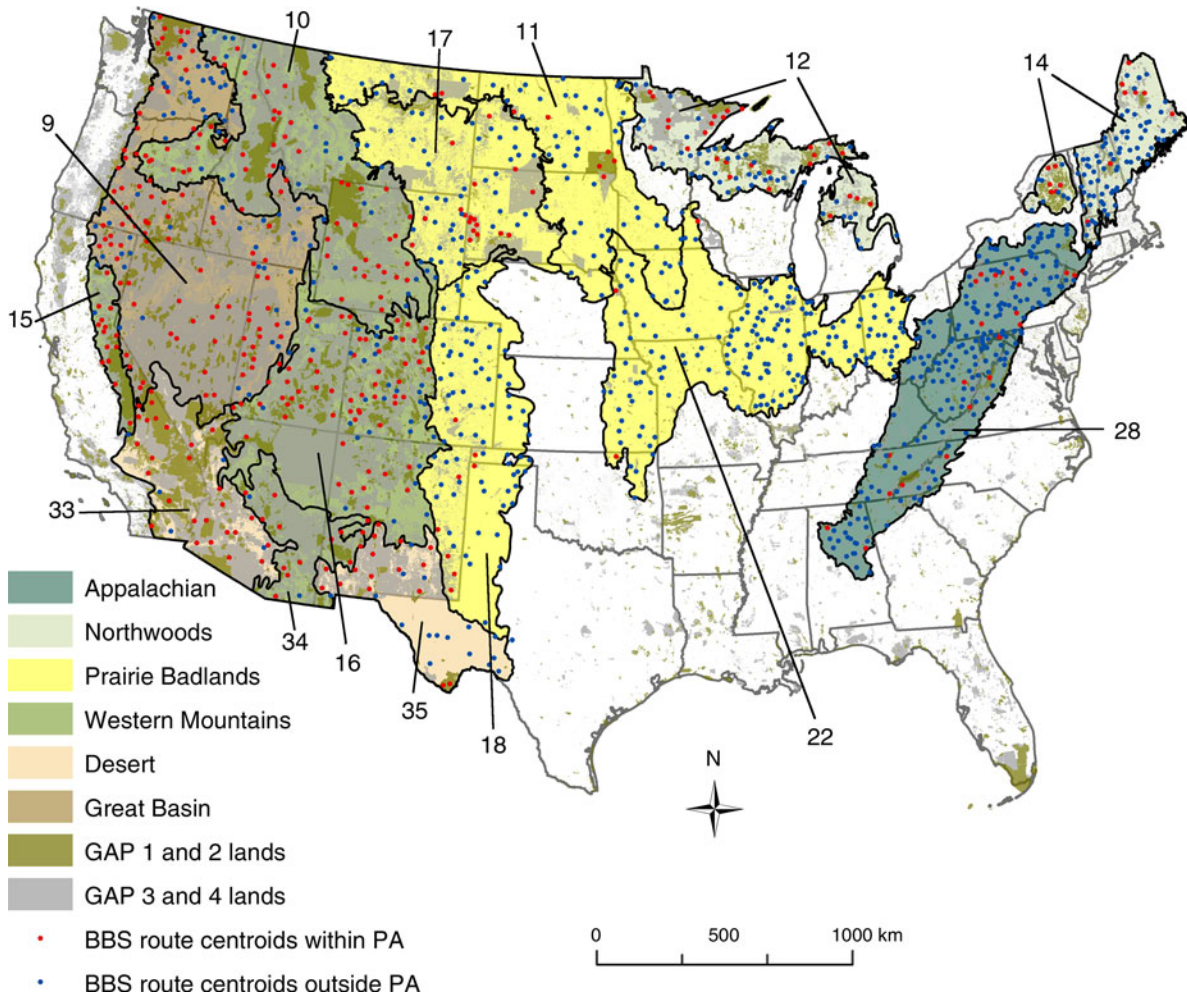 10
17
11
12
14
9
15
28
33
34
16
35
18
22
N
Appalachian
Northwoods
Prairie Badlands
Western Mountains
Desert
Great Basin
GAP 1 and 2 lands
GAP 3 and 4 lands
BBS route centroids within PA
BBS route centroids outside PA
0 500 1000 km